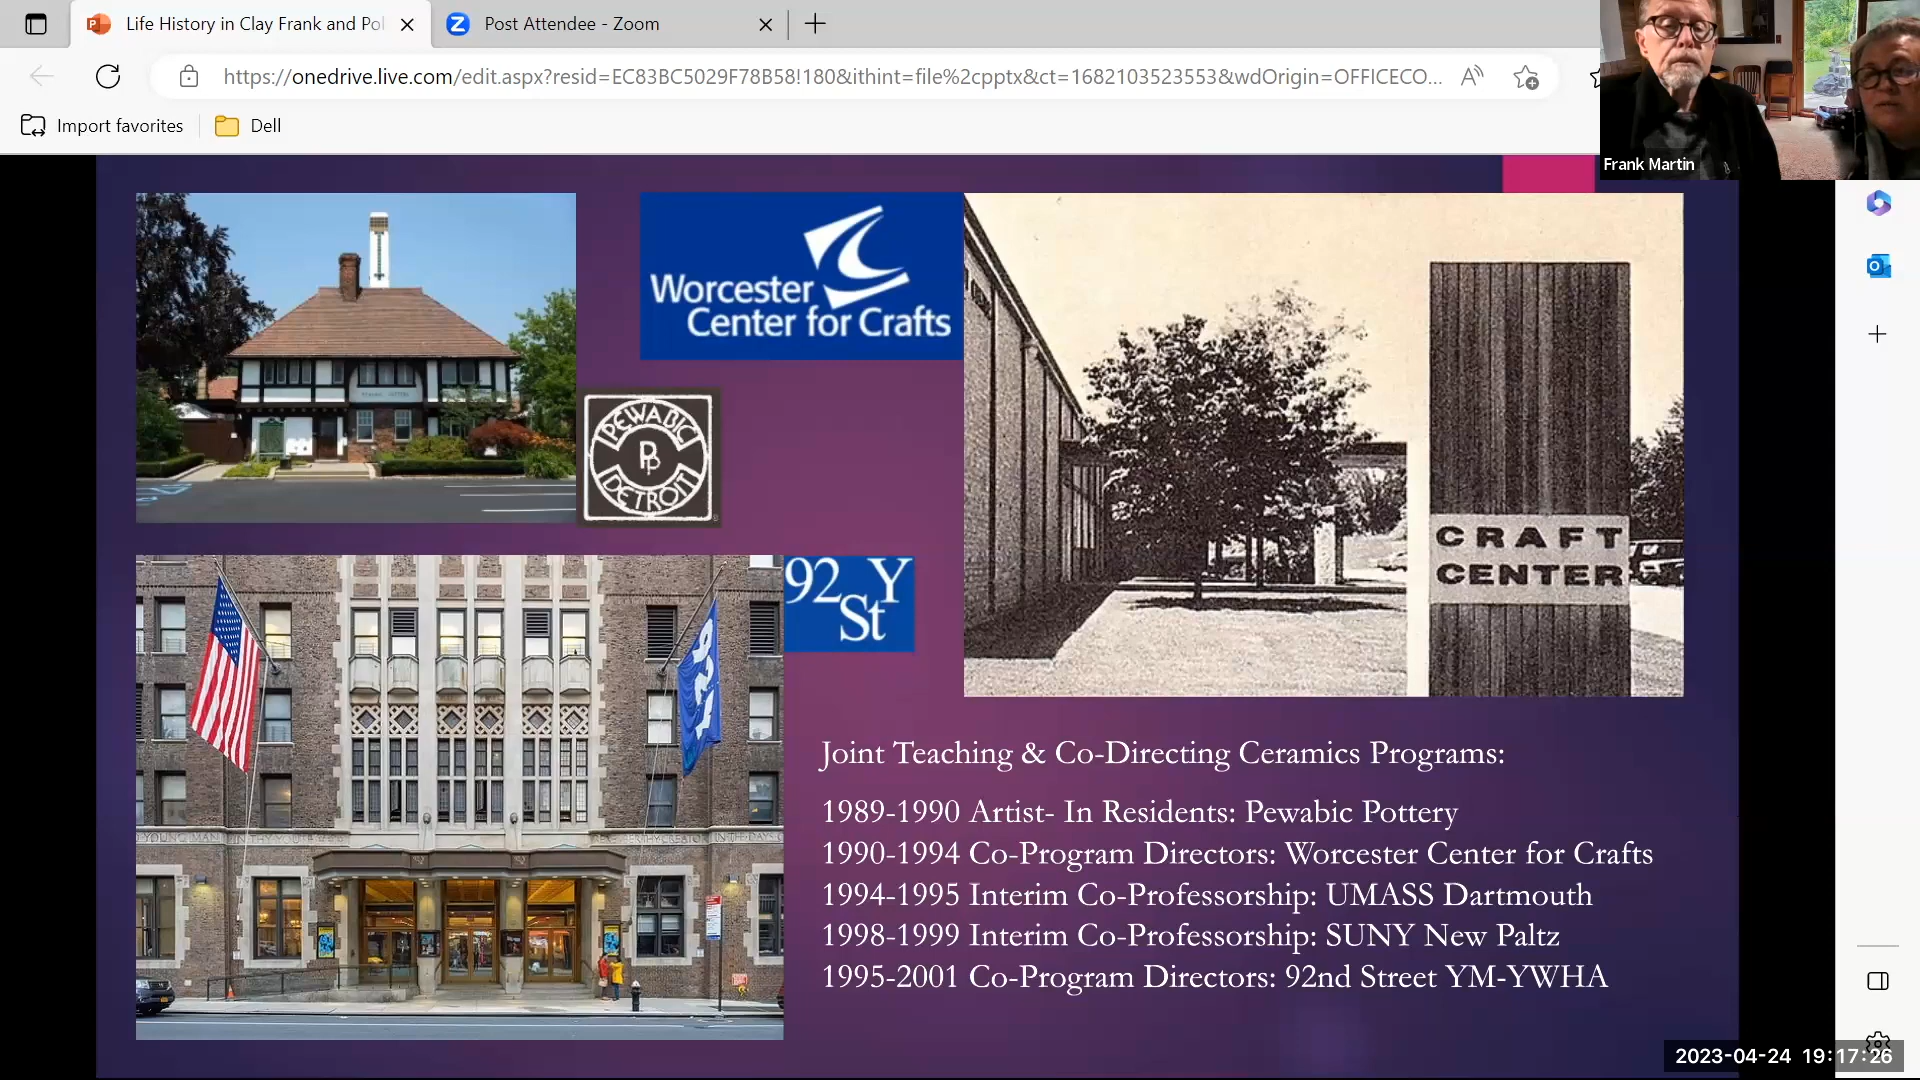 Life History in Clay Frank and Pol
Post Attendee - Zoom
https://onedrive.live.com/edit.aspx?resid=EC83BC5029F78B58!180&ithint=file%2cpptx&ct=1682103523553&wdOrigin=OFFICECO...
Import favorites
Dell
Frank Martin
Worcester
Center for Crafts
PEWABIC
DETROIT
CRAFT
CENTER
92 Y
St
92Y
Joint Teaching & Co-Directing Ceramics Programs:
1989-1990 Artist- In Residents: Pewabic Pottery
1990-1994 Co-Program Directors: Worcester Center for Crafts
1994-1995 Interim Co-Professorship: UMASS Dartmouth
1998-1999 Interim Co-Professorship: SUNY New Paltz
1995-2001 Co-Program Directors: 92nd Street YM-YWHA
2023-04-24 19:17:26